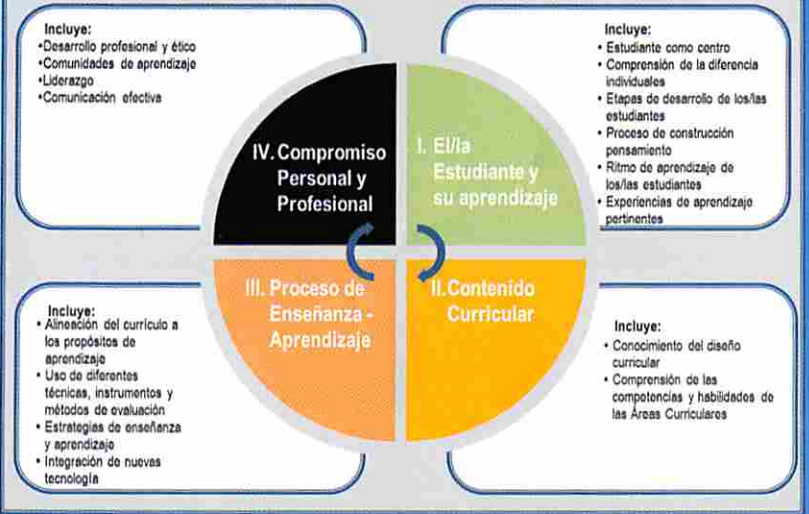 Incluye:
•Desarrollo profesional y ético
•Comunidades de aprendizaje
•Liderazgo
•Comunicación efectiva
Incluye:
• Estudiante como centro
• Comprensión de la diferencia
individuales
• Etapas de desarrollo de los/las
estudiantes
• Proceso de construcción
pensamiento
• Ritmo de aprendizaje de
los/las estudiantes
• Experiencias de aprendizaje
pertinentes
IV. Compromiso
Personal y
Profesional
I. El/la
Estudiante y
su aprendizaje
III. Proceso de
Enseñanza -
Aprendizaje
II.Contenido
Curricular
Incluye:
• Alineación del currículo a
los propósitos de
aprendizaje
• Uso de diferentes
técnicas, instrumentos y
métodos de evaluación
• Estrategias de enseñanza
y aprendizaje
• Integración de nuevas
tecnología
Incluye:
• Conocimiento del diseño
curricular
• Comprensión de las
competencias y habilidades de
las Áreas Curriculares